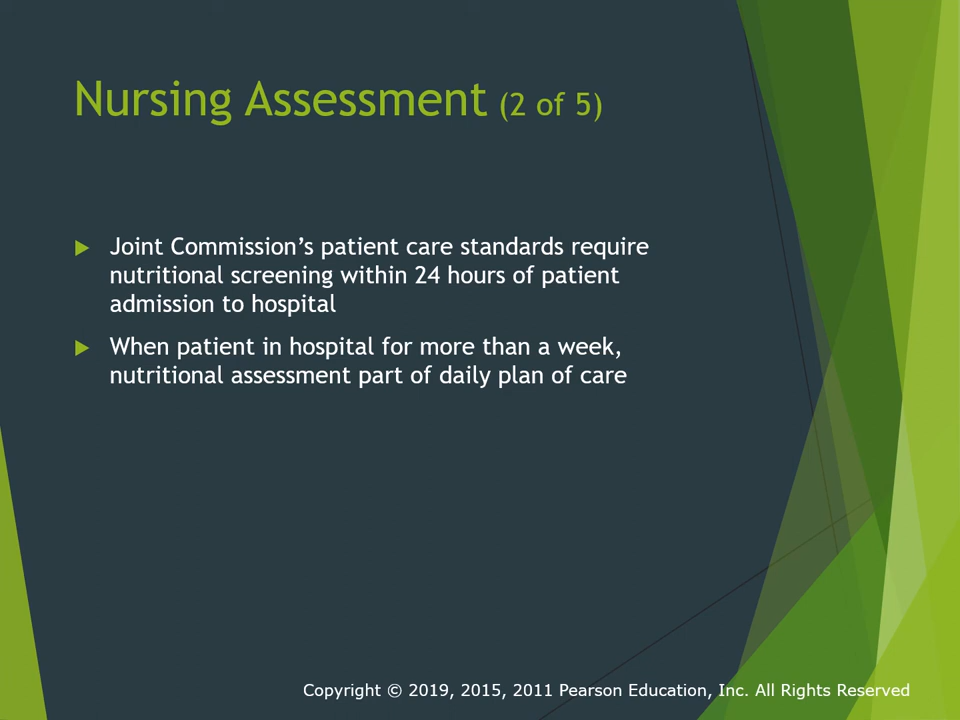 Nursing Assessment (2 of 5)
Joint Commission’s patient care standards require
nutritional screening within 24 hours of patient
admission to hospital
When patient in hospital for more than a week,
nutritional assessment part of daily plan of care
Copyright © 2019, 2015, 2011 Pearson Education, Inc. All Rights Reserved